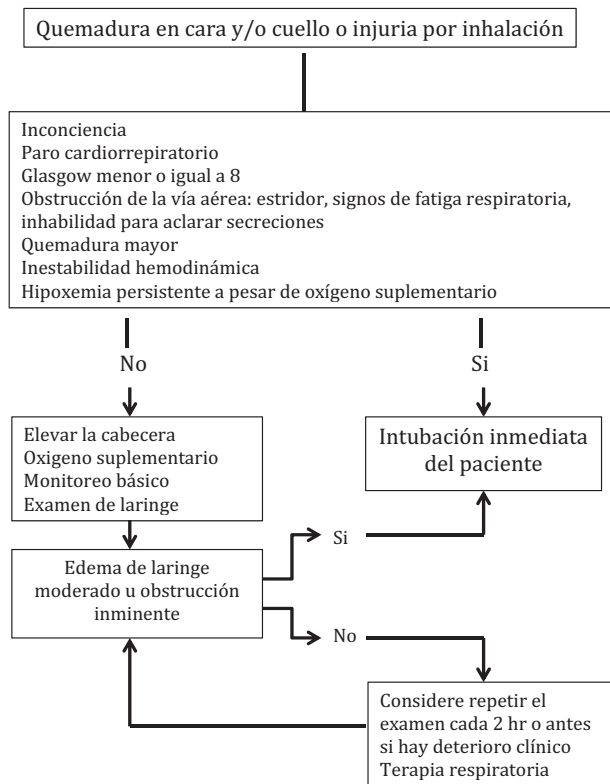 Quemadura en cara y/o cuello o injuria por inhalación
Inconciencia
Paro cardiorrepiratorio
Glasgow menor o igual a 8
Obstrucción de la vía aérea: estridor, signos de fatiga respiratoria,
inhabilidad para aclarar secreciones
Quemadura mayor
Inestabilidad hemodinámica
Hipoxemia persistente a pesar de oxígeno suplementario
No
Si
Elevar la cabecera
Oxigeno suplementario
Monitoreo básico
Examen de laringe
Intubación inmediata
del paciente
Edema de laringe
moderado u obstrucción
inminente
Si
No
Considere repetir el
examen cada 2 hr o antes
si hay deterioro clínico
Terapia respiratoria